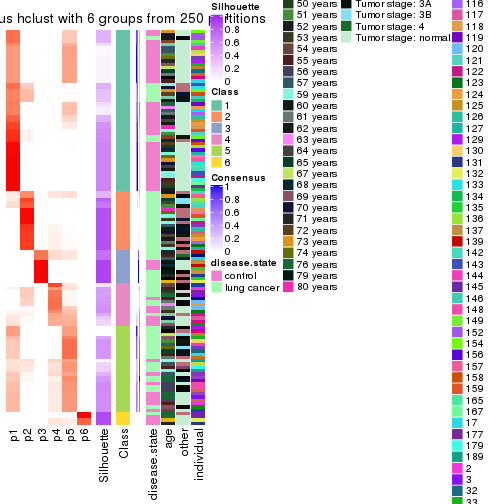 us hclust with 6 groups from 250 partitions
p1
p2
p3
p4
p5
p6
Silhouette
Class
disease.state
age
other
individual
Silhouette
1
0.8
0.6
0.4
0.2
0
Class
1
2
3
4
5
6
Consensus
1
0.8
0.6
0.4
0.2
0
disease.state
control
lung cancer
50 years
51 years
52 years
53 years
54 years
55 years
56 years
57 years
59 years
60 years
61 years
62 years
63 years
64 years
65 years
67 years
68 years
69 years
70 years
71 years
72 years
73 years
74 years
76 years
78 years
79 years
80 years
Tumor stage: 3A
Tumor stage: 3B
Tumor stage: 4
Tumor stage: normal
116
117
118
119
120
121
122
123
124
125
126
127
129
130
131
132
133
134
135
136
137
139
142
143
144
145
146
148
149
152
154
156
157
158
159
165
167
17
177
179
189
2
3
32
33